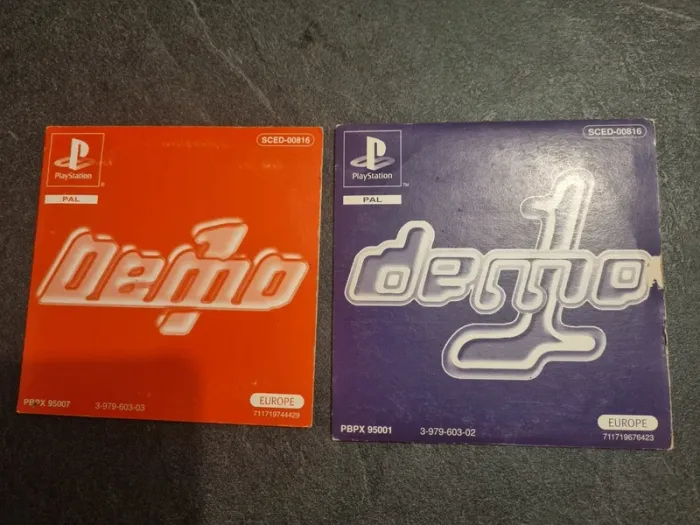 SCED-00816
PlayStation
®
PAL
Demo 1
PBPX 95007
3-979-603-03
EUROPE
711719744429
SCED-00816
PlayStation
™
PAL
demo 1
PBPX 95001
3-979-603-02
EUROPE
711719676423